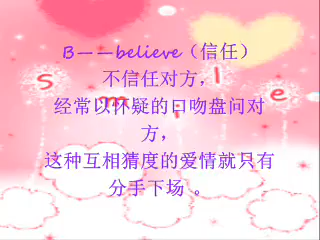 B——believe（信任）
不信任对方，
经常以怀疑的口吻盘问对
方，
这种互相猜度的爱情就只有
分手下场 。
s m i l e